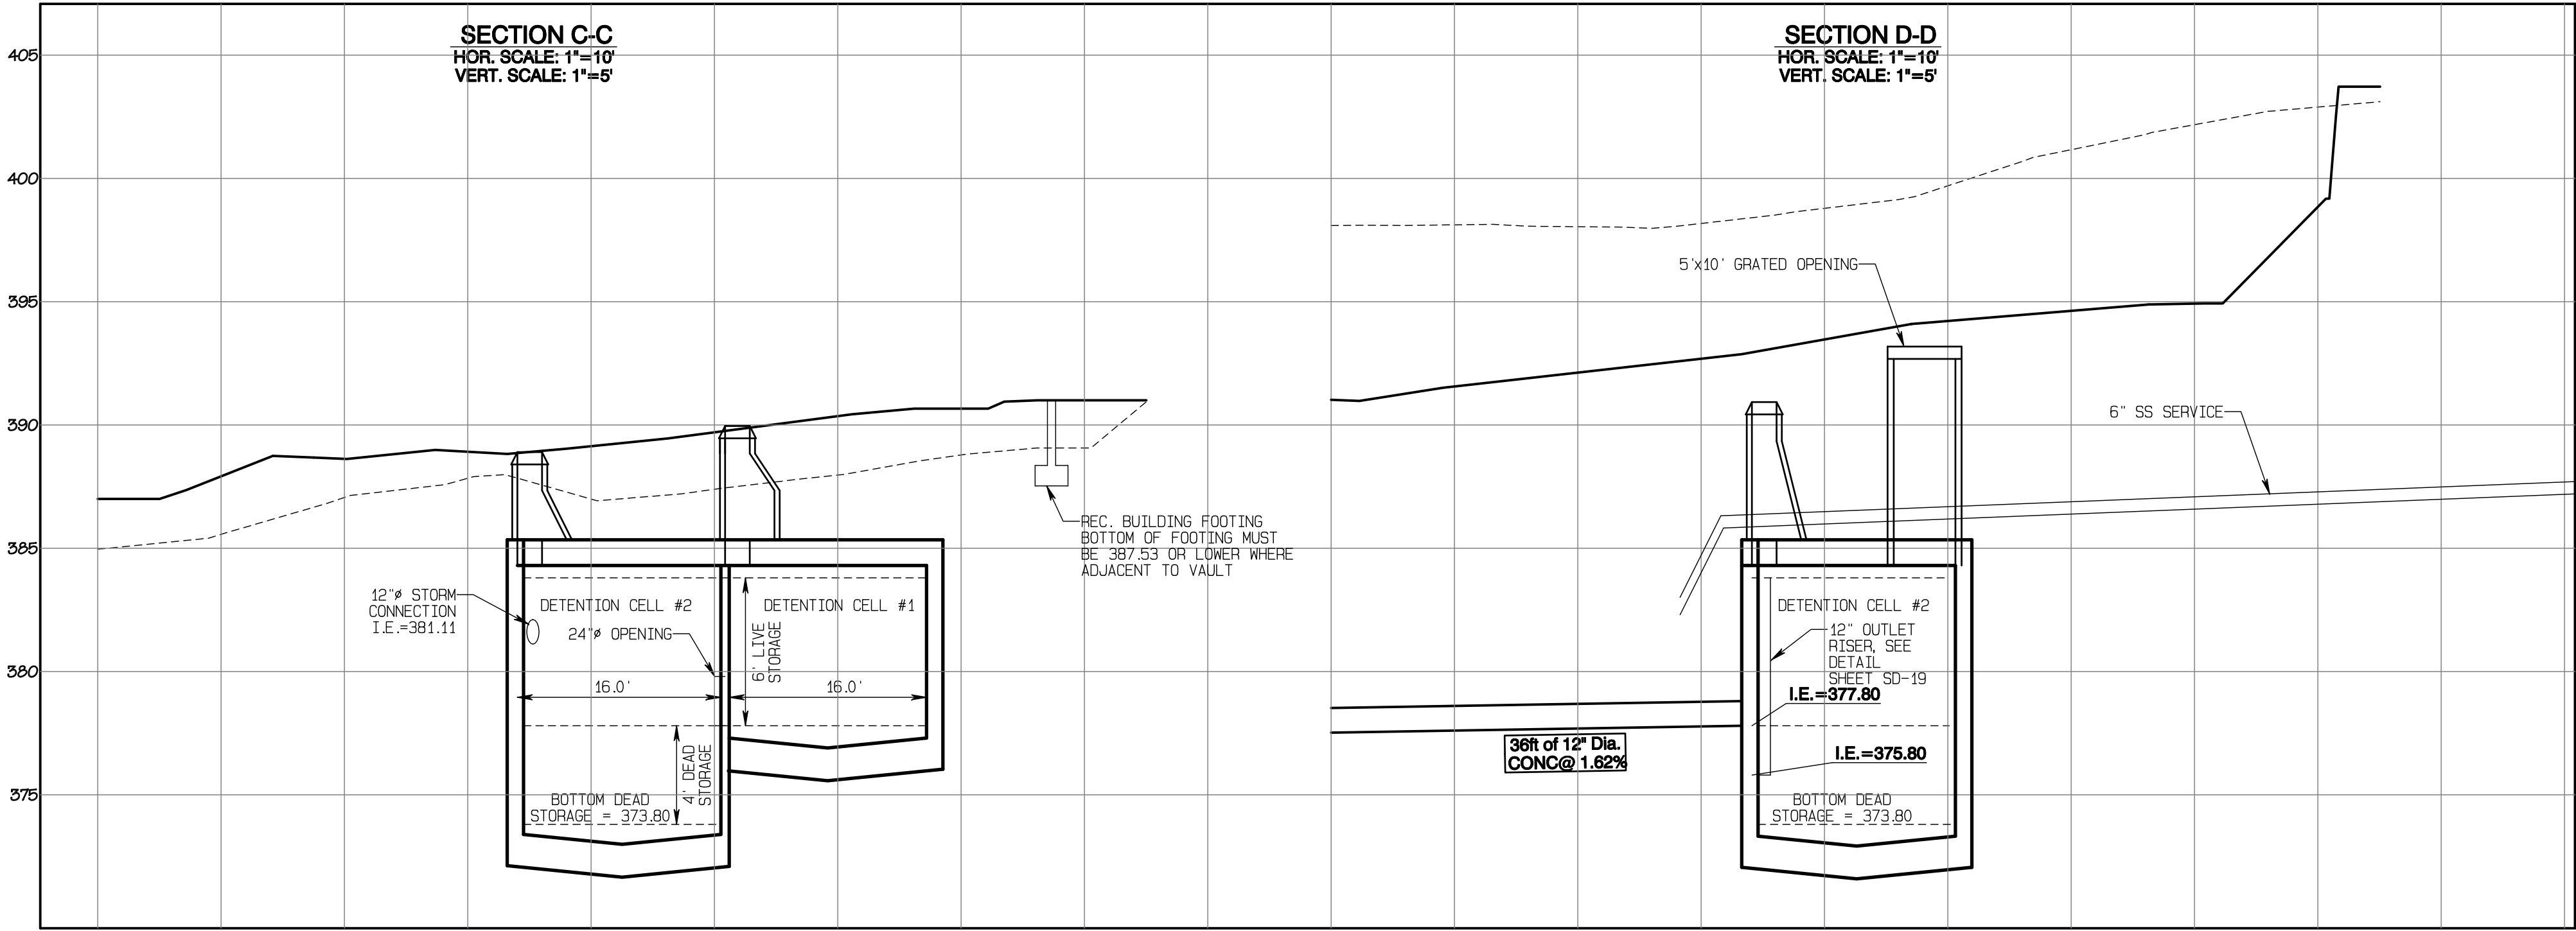 SECTION C-C
HOR. SCALE: 1"=10'
VERT. SCALE: 1"=5'
SECTION D-D
HOR. SCALE: 1"=10'
VERT. SCALE: 1"=5'
405
400
395
390
385
380
375
12"ø STORM
CONNECTION
I.E.=381.11
DETENTION CELL #2
24"ø OPENING
DETENTION CELL #1
6' LIVE
STORAGE
16.0'
16.0'
4' DEAD
STORAGE
BOTTOM DEAD
STORAGE = 373.80
REC. BUILDING FOOTING
BOTTOM OF FOOTING MUST
BE 387.53 OR LOWER WHERE
ADJACENT TO VAULT
5'x10' GRATED OPENING
6" SS SERVICE
DETENTION CELL #2
12" OUTLET
RISER, SEE
DETAIL
SHEET SD-19
I.E.=377.80
36ft of 12" Dia.
CONC@ 1.62%
I.E.=375.80
BOTTOM DEAD
STORAGE = 373.80